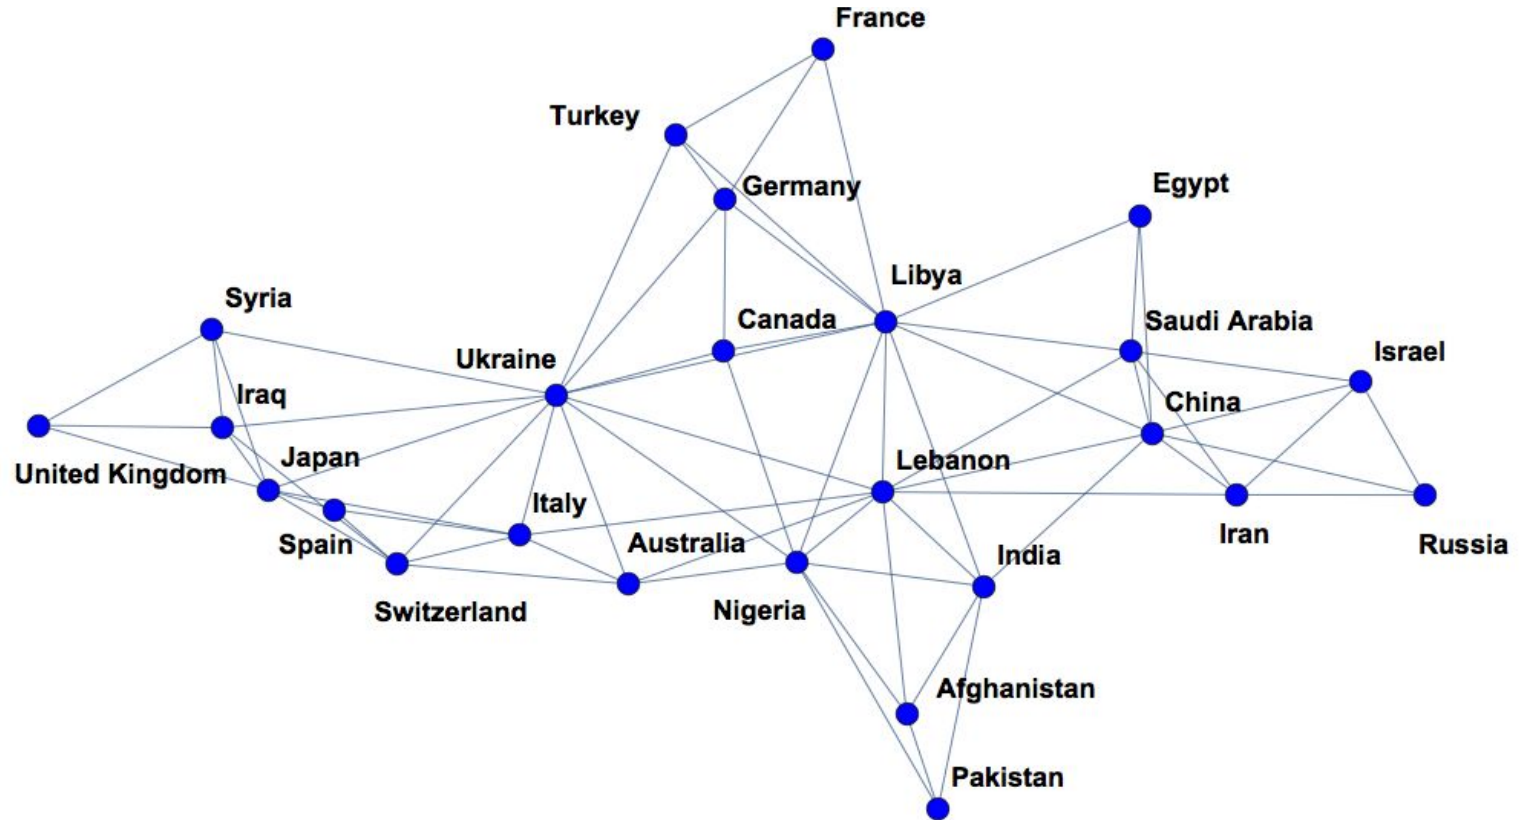 France
Turkey
Germany
Egypt
Libya
Syria
Canada
Saudi Arabia
Ukraine
Israel
Iraq
China
Japan
Lebanon
United Kingdom
Italy
Spain
Australia
Iran
Russia
India
Switzerland
Nigeria
Afghanistan
Pakistan